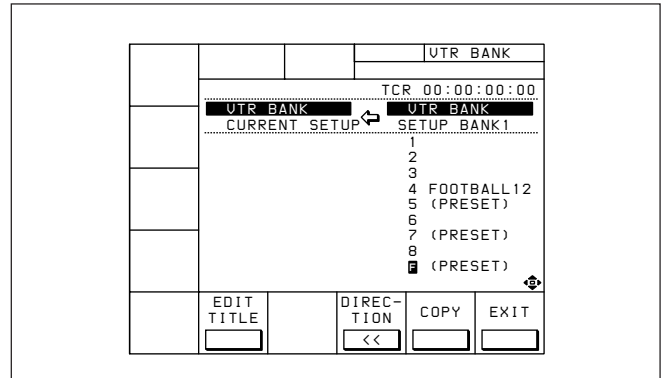 VTR BANK
TCR 00:00:00:00
VTR BANK VTR BANK
CURRENT SETUP SETUP BANK1
1
2
3
4 FOOTBALL12
5 (PRESET)
6
7 (PRESET)
8
F (PRESET)
EDIT TITLE DIREC-TION COPY EXIT
<<